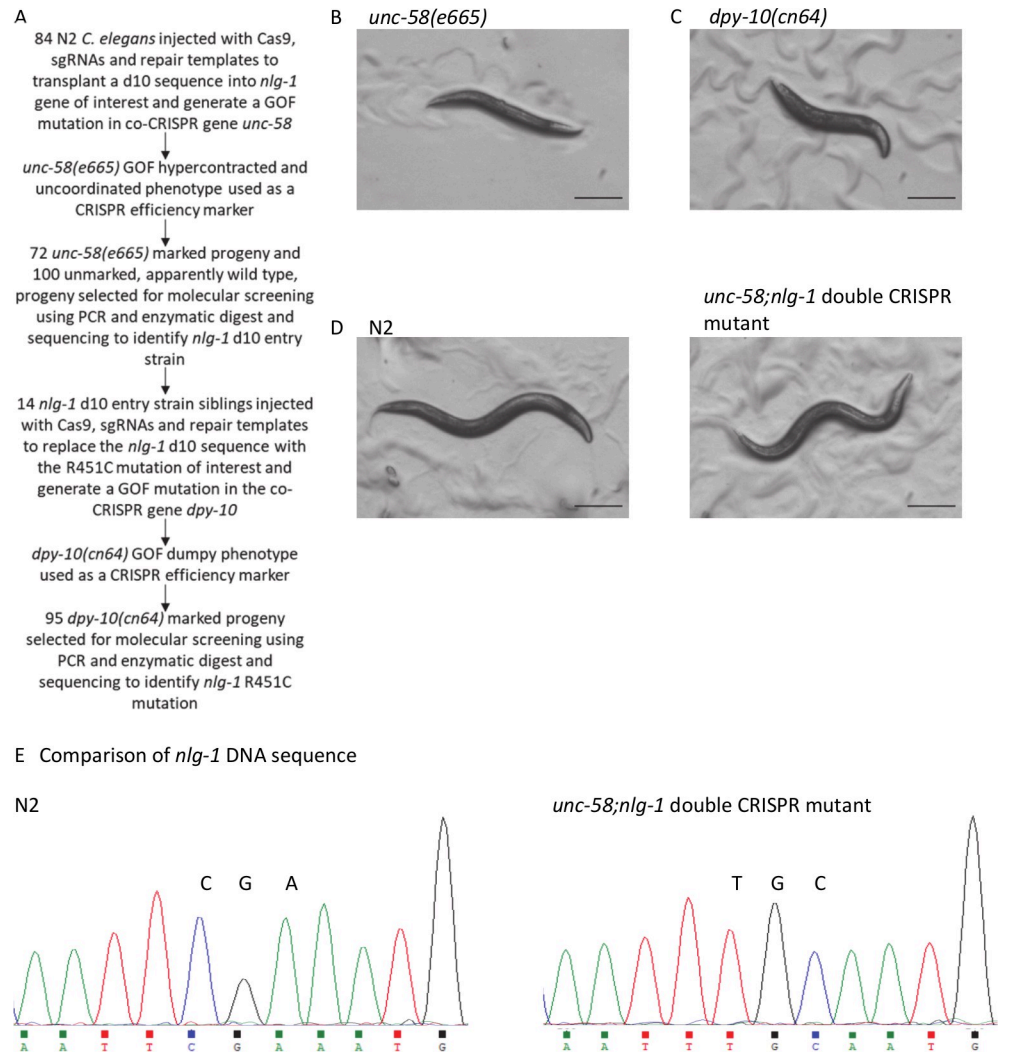 A
84 N2 C. elegans injected with Cas9,
sgRNAs and repair templates to
transplant a d10 sequence into nlg-1
gene of interest and generate a GOF
mutation in co-CRISPR gene unc-58
unc-58(e665) GOF hypercontracted and
uncoordinated phenotype used as a
CRISPR efficiency marker
72 unc-58(e665) marked progeny and
100 unmarked, apparently wild type,
progeny selected for molecular screening
using PCR and enzymatic digest and
sequencing to identify nlg-1 d10 entry
strain
14 nlg-1 d10 entry strain siblings injected
with Cas9, sgRNAs and repair templates
to replace the nlg-1 d10 sequence with
the R451C mutation of interest and
generate a GOF mutation in the co-
CRISPR gene dpy-10
dpy-10(cn64) GOF dumpy phenotype
used as a CRISPR efficiency marker
95 dpy-10(cn64) marked progeny
selected for molecular screening using
PCR and enzymatic digest and
sequencing to identify nlg-1 R451C
mutation
B unc-58(e665)
C dpy-10(cn64)
D N2
unc-58;nlg-1 double CRISPR
mutant
E Comparison of nlg-1 DNA sequence
N2
C G A
A A T T C G A A A T G
unc-58;nlg-1 double CRISPR mutant
T G C
A A T T T G C A A T G